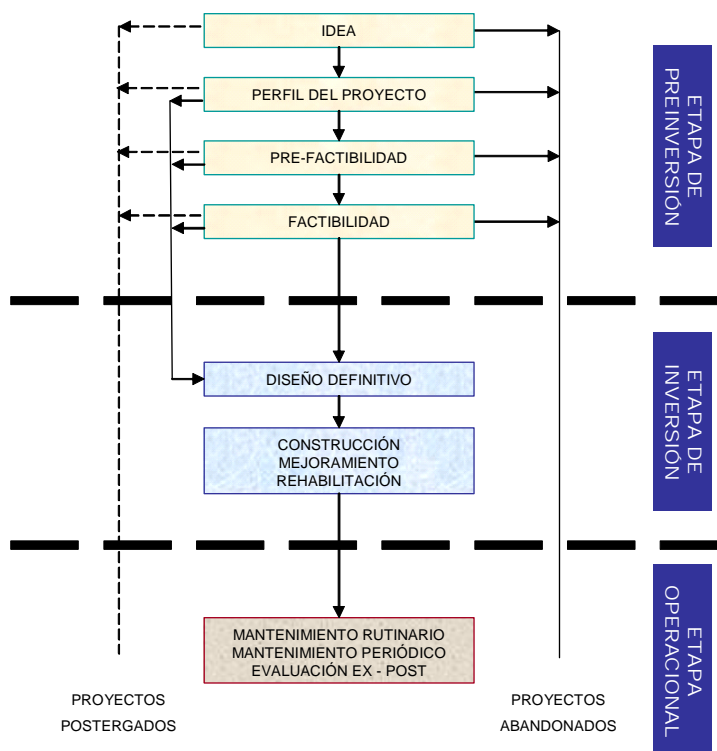 IDEA
PERFIL DEL PROYECTO
PRE-FACTIBILIDAD
FACTIBILIDAD
ETAPA DE
PREINVERSIÓN
DISEÑO DEFINITIVO
CONSTRUCCIÓN
MEJORAMIENTO
REHABILITACIÓN
ETAPA DE
INVERSIÓN
MANTENIMIENTO RUTINARIO
MANTENIMIENTO PERIÓDICO
EVALUACIÓN EX - POST
ETAPA
OPERACIONAL
PROYECTOS
POSTERGADOS
PROYECTOS
ABANDONADOS